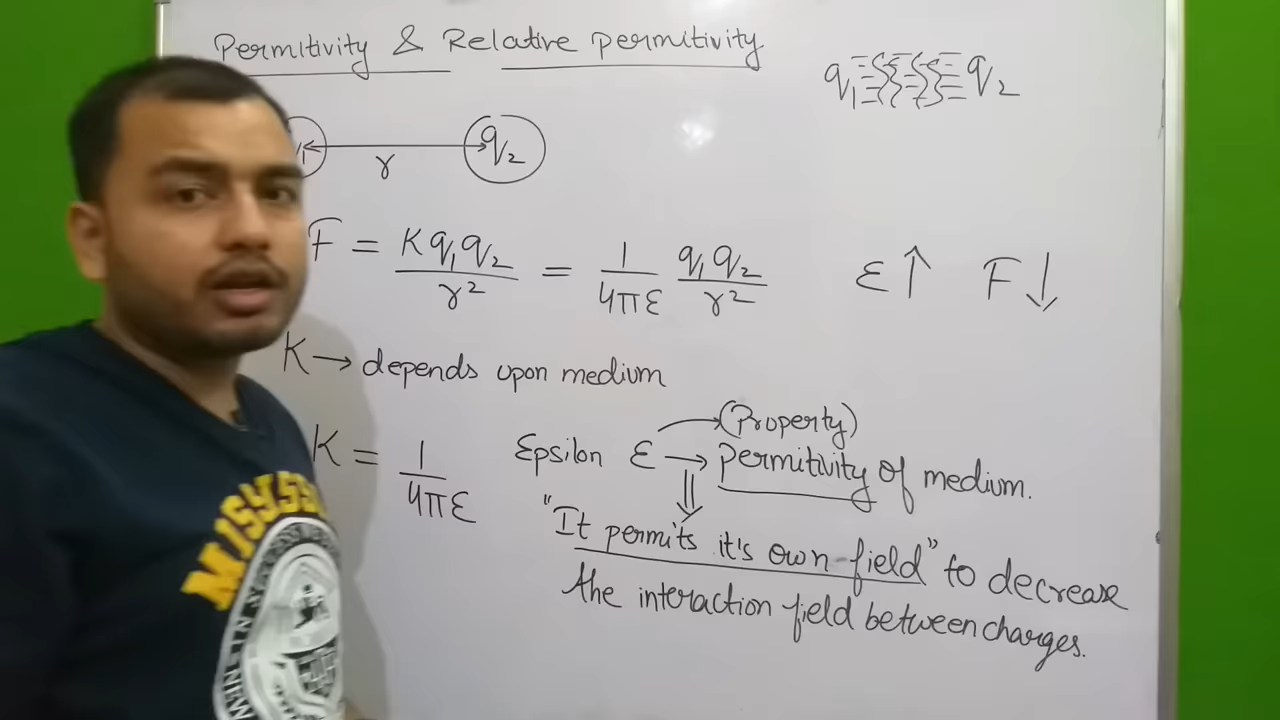 Permitivity & Relative permitivity
q1 q2
q2
r
F = Kq1q2/r² = 1/4πε q1q2/r² ε↑ F↓
K → depends upon medium
(Property)
K = 1/4πε Epsilon ε → permitivity of medium.
"It permits it's own field" to decrease
the interaction field between charges.